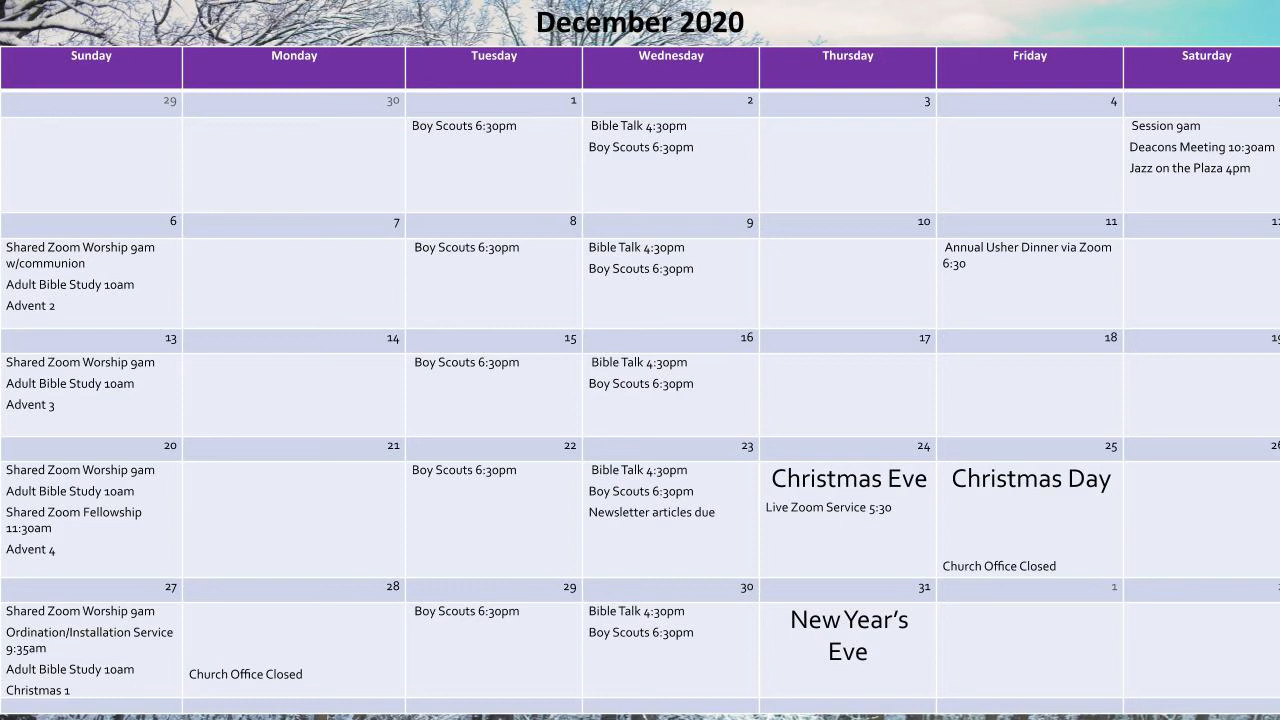 December 2020
Sunday Monday Tuesday Wednesday Thursday Friday Saturday
29 30 1 2 3 4
Boy Scouts 6:30pm
Bible Talk 4:30pm
Boy Scouts 6:30pm
Session 9am
Deacons Meeting 10:30am
Jazz on the Plaza 4pm
6 7 8 9 10 11
Shared Zoom Worship 9am
w/communion
Adult Bible Study 10am
Advent 2
Boy Scouts 6:30pm
Bible Talk 4:30pm
Boy Scouts 6:30pm
Annual Usher Dinner via Zoom
6:30
13 14 15 16 17 18
Shared Zoom Worship 9am
Adult Bible Study 10am
Advent 3
Boy Scouts 6:30pm
Bible Talk 4:30pm
Boy Scouts 6:30pm
20 21 22 23 24 25
Shared Zoom Worship 9am
Adult Bible Study 10am
Shared Zoom Fellowship
11:30am
Advent 4
Boy Scouts 6:30pm
Bible Talk 4:30pm
Boy Scouts 6:30pm
Newsletter articles due
Christmas Eve
Live Zoom Service 5:30
Christmas Day
Church Office Closed
27 28 29 30 31 1
Shared Zoom Worship 9am
Ordination/Installation Service
9:35am
Adult Bible Study 10am
Christmas 1
Church Office Closed
Boy Scouts 6:30pm
Bible Talk 4:30pm
Boy Scouts 6:30pm
New Year's
Eve